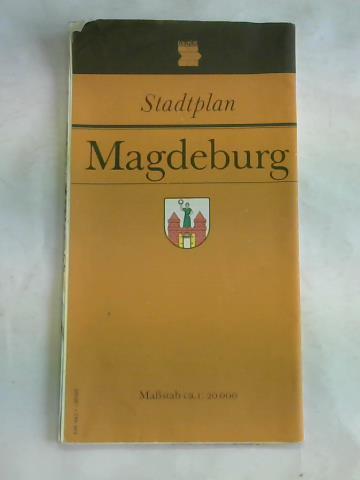 Stadtplan
Magdeburg
Maßstab ca. 1: 20 000